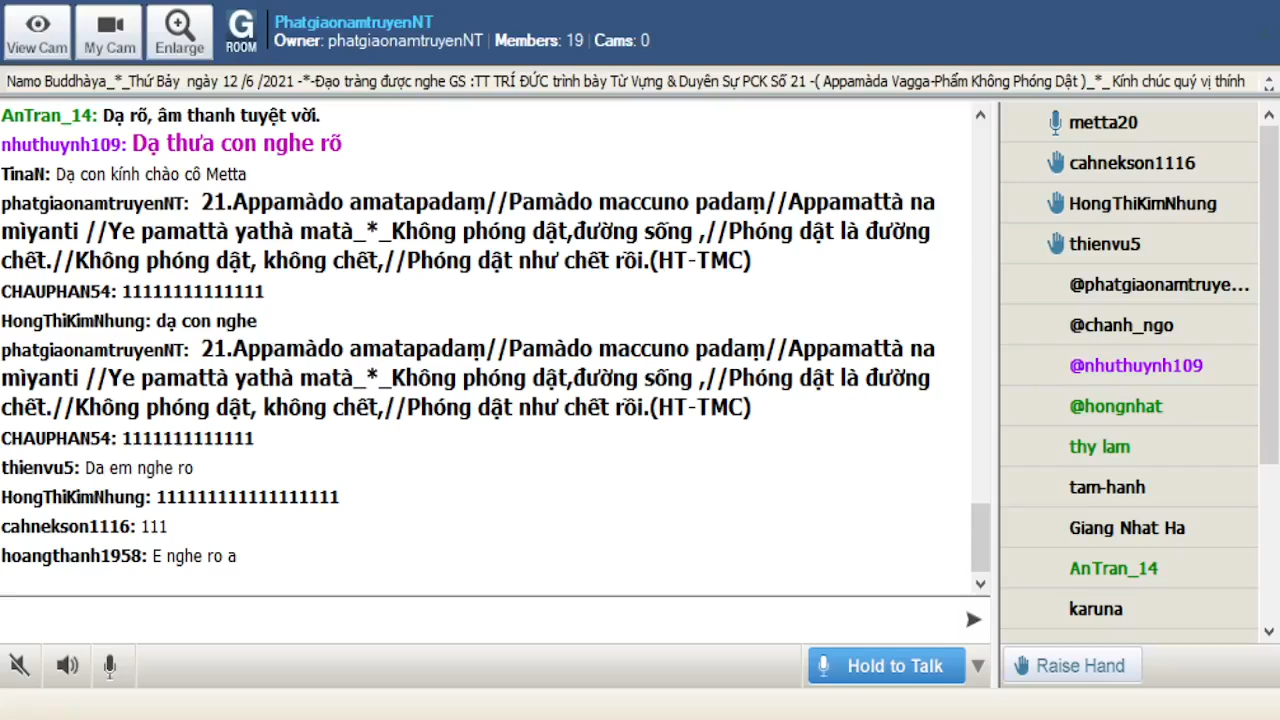 View Cam
My Cam
Enlarge
G
ROOM
PhatgiaonamtruyenNT
Owner: phatgiaonamtruyenNT | Members: 19 | Cams: 0
Namo Buddhàya_*_Thứ Bảy ngày 12 /6 /2021 -*-Đạo tràng được nghe GS :TT TRÍ ĐỨC trình bày Từ Vựng & Duyên Sự PCK Số 21 -( Appamàda Vagga-Phẩm Không Phóng Dật )_*_ Kính chúc quý vị thính
AnTran_14: Dạ rõ, âm thanh tuyệt vời.
nhuthuynh109: Dạ thưa con nghe rõ
TinaN: Dạ con kính chào cô Metta
phatgiaonamtruyenNT: 21.Appamàdo amatapadaṃ//Pamàdo maccuno padaṃ//Appamattà na
mìyanti //Ye pamattà yathà matà_*_Không phóng dật,đường sống ,//Phóng dật là đường
chết.//Không phóng dật, không chết,//Phóng dật như chết rồi.(HT-TMC)
CHAUPHAN54: 11111111111111
HongThiKimNhung: dạ con nghe
phatgiaonamtruyenNT: 21.Appamàdo amatapadaṃ//Pamàdo maccuno padaṃ//Appamattà na
mìyanti //Ye pamattà yathà matà_*_Không phóng dật,đường sống ,//Phóng dật là đường
chết.//Không phóng dật, không chết,//Phóng dật như chết rồi.(HT-TMC)
CHAUPHAN54: 1111111111111
thienvu5: Da em nghe ro
HongThiKimNhung: 111111111111111111
cahnekson1116: 111
hoangthanh1958: E nghe ro a
Hold to Talk
metta20
cahnekson1116
HongThiKimNhung
thienvu5
@phatgiaonamtruye...
@chanh_ngo
@nhuthuynh109
@hongnhat
thy lam
tam-hanh
Giang Nhat Ha
AnTran_14
karuna
Raise Hand